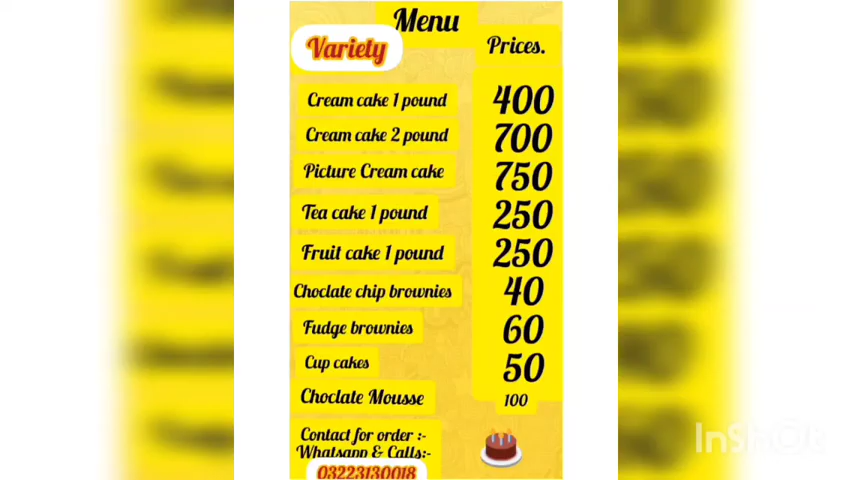 Menu
Variety Prices.
Cream cake 1 pound 400
Cream cake 2 pound 700
Picture Cream cake 750
Tea cake 1 pound 250
Fruit cake 1 pound 250
Choclate chip brownies 40
Fudge brownies 60
Cup cakes 50
Choclate Mousse 100
Contact for order :-
Whatsapp & Calls:-
03223130018
InShOt